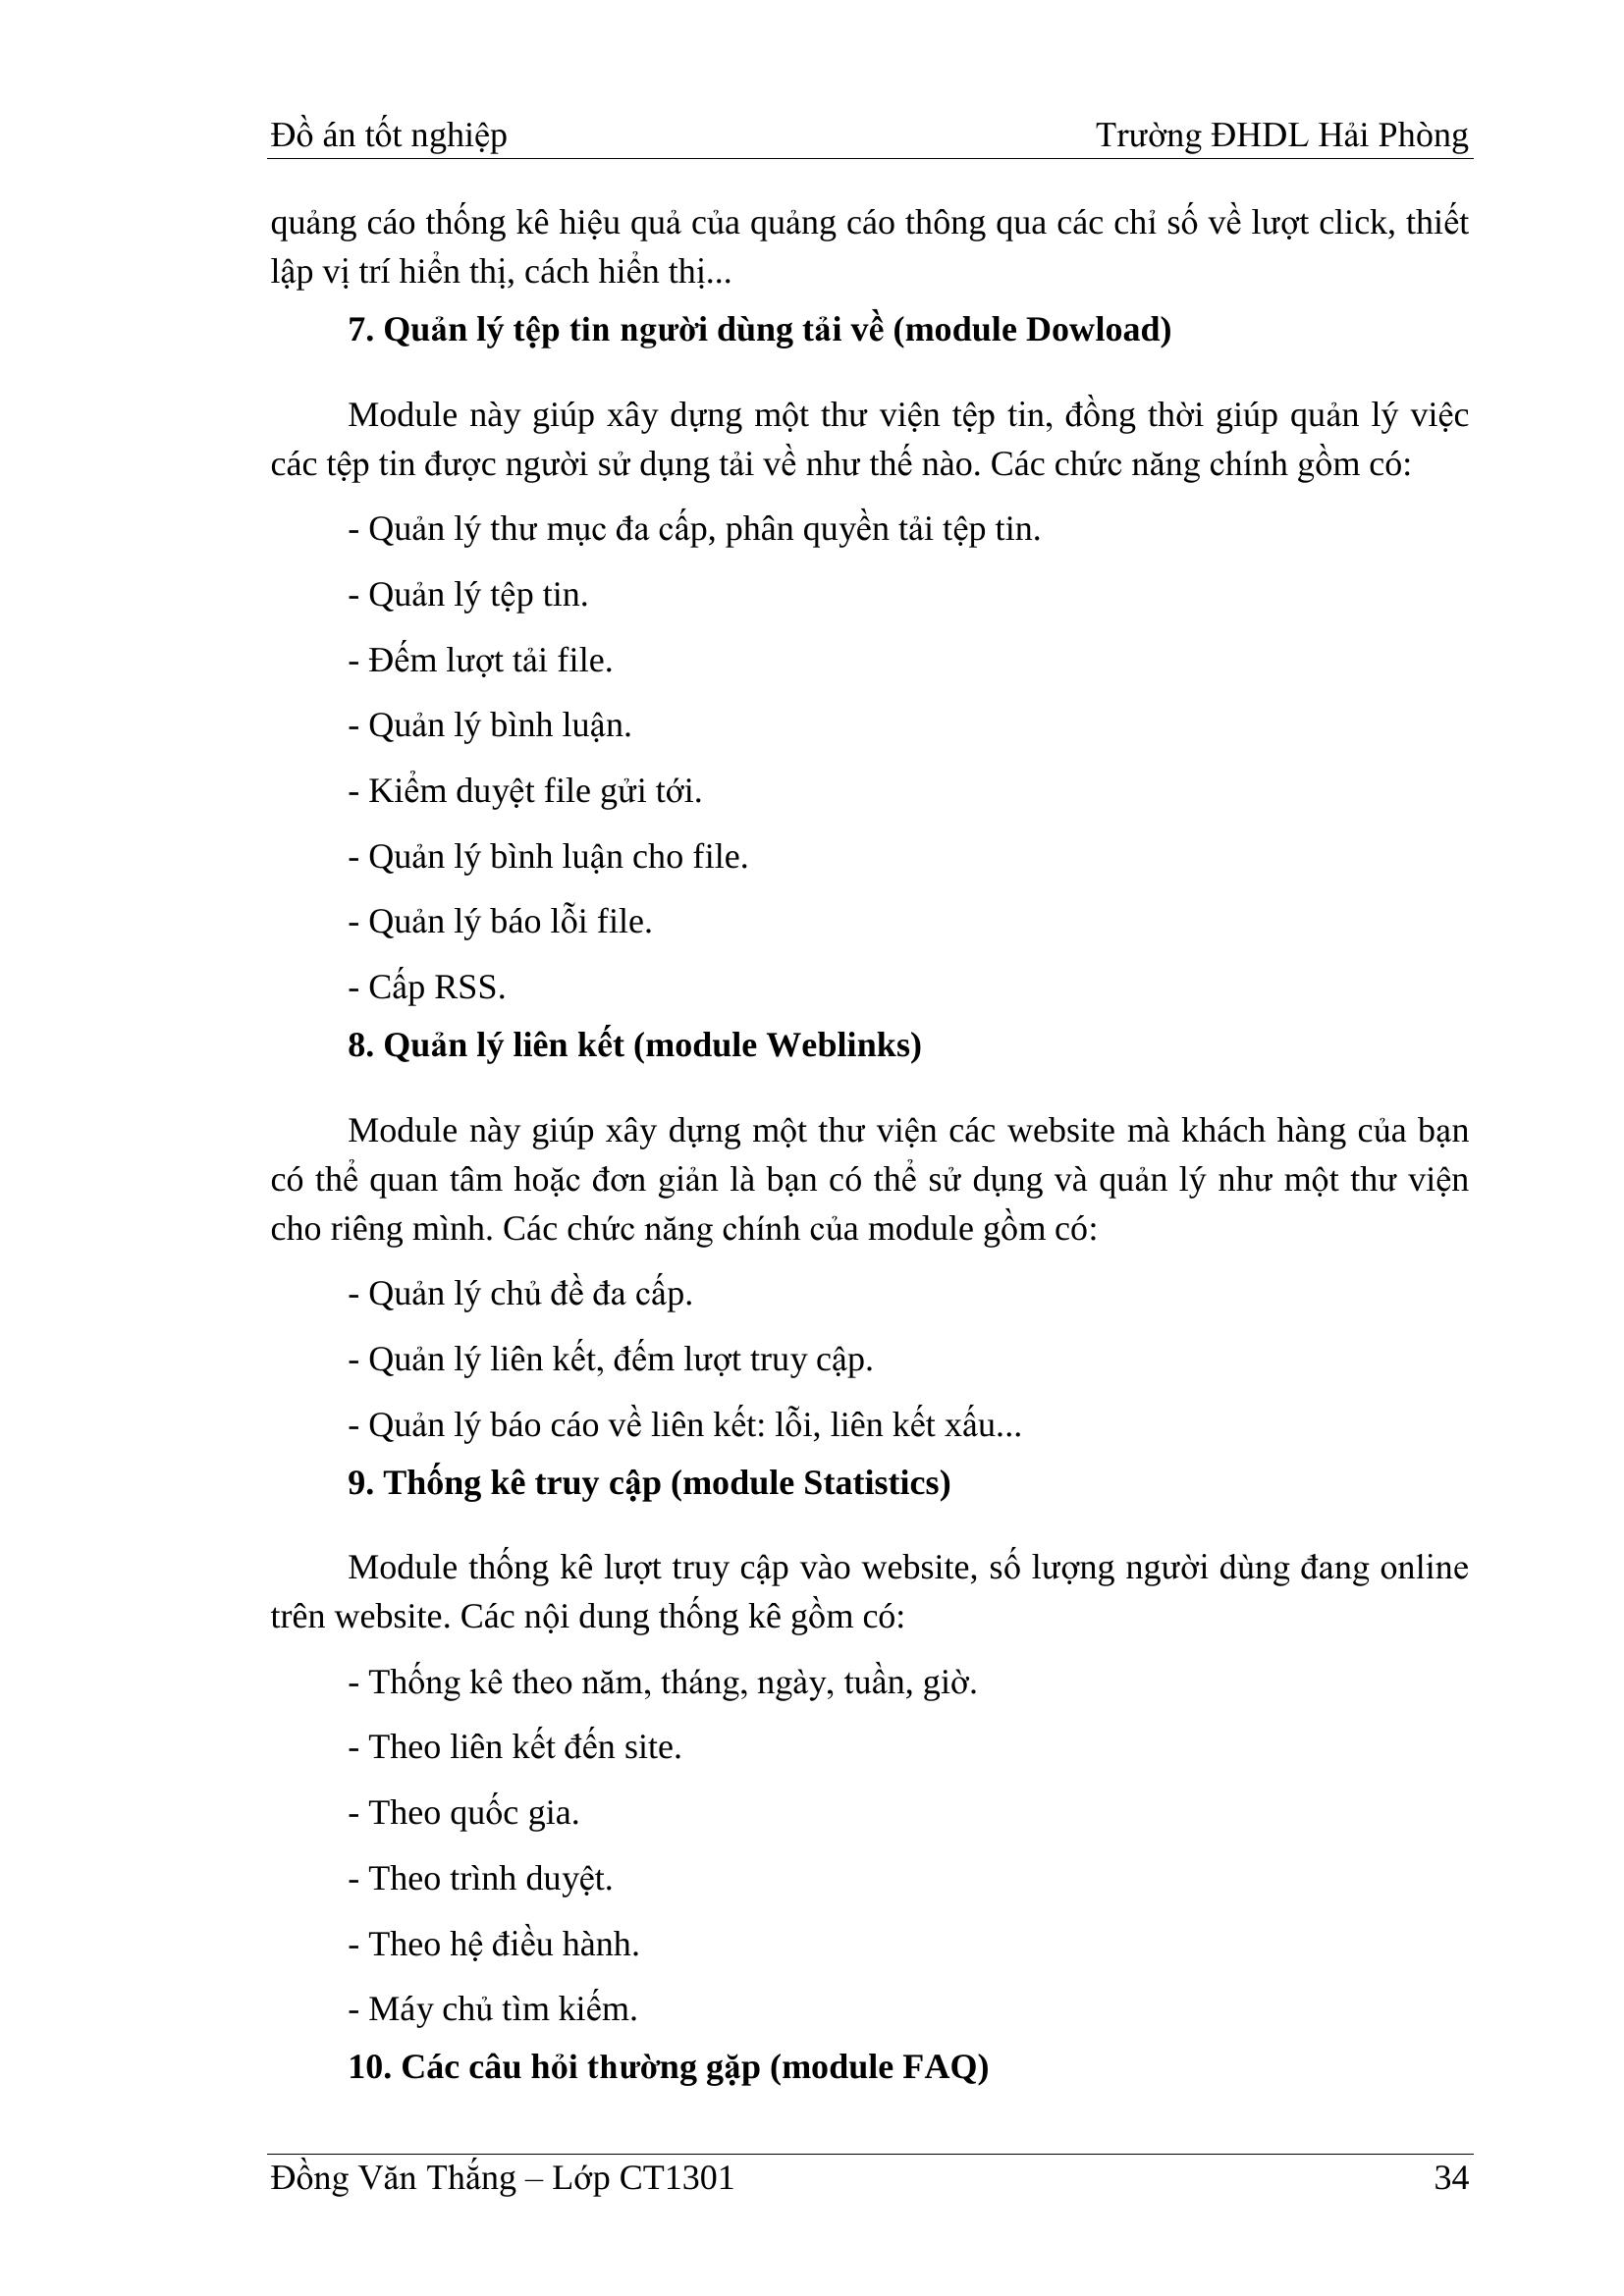 Đồ án tốt nghiệp Trường ĐHDL Hải Phòng
quảng cáo thống kê hiệu quả của quảng cáo thông qua các chỉ số về lượt click, thiết
lập vị trí hiển thị, cách hiển thị...
7. Quản lý tệp tin người dùng tải về (module Dowload)
Module này giúp xây dựng một thư viện tệp tin, đồng thời giúp quản lý việc
các tệp tin được người sử dụng tải về như thế nào. Các chức năng chính gồm có:
- Quản lý thư mục đa cấp, phân quyền tải tệp tin.
- Quản lý tệp tin.
- Đếm lượt tải file.
- Quản lý bình luận.
- Kiểm duyệt file gửi tới.
- Quản lý bình luận cho file.
- Quản lý báo lỗi file.
- Cấp RSS.
8. Quản lý liên kết (module Weblinks)
Module này giúp xây dựng một thư viện các website mà khách hàng của bạn
có thể quan tâm hoặc đơn giản là bạn có thể sử dụng và quản lý như một thư viện
cho riêng mình. Các chức năng chính của module gồm có:
- Quản lý chủ đề đa cấp.
- Quản lý liên kết, đếm lượt truy cập.
- Quản lý báo cáo về liên kết: lỗi, liên kết xấu...
9. Thống kê truy cập (module Statistics)
Module thống kê lượt truy cập vào website, số lượng người dùng đang online
trên website. Các nội dung thống kê gồm có:
- Thống kê theo năm, tháng, ngày, tuần, giờ.
- Theo liên kết đến site.
- Theo quốc gia.
- Theo trình duyệt.
- Theo hệ điều hành.
- Máy chủ tìm kiếm.
10. Các câu hỏi thường gặp (module FAQ)
Đồng Văn Thắng – Lớp CT1301 34